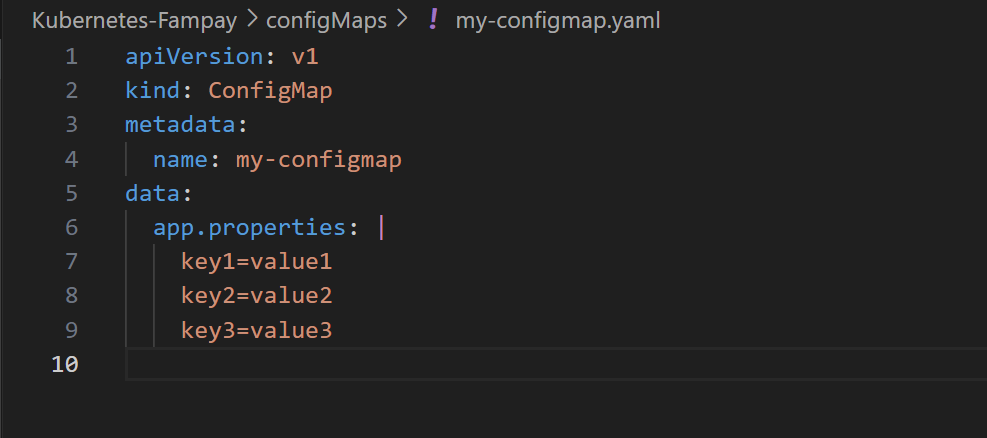 Kubernetes-Fampay > configMaps > ! my-configmap.yaml
1 apiVersion: v1
2 kind: ConfigMap
3 metadata:
4   name: my-configmap
5 data:
6   app.properties: |
7     key1=value1
8     key2=value2
9     key3=value3
10